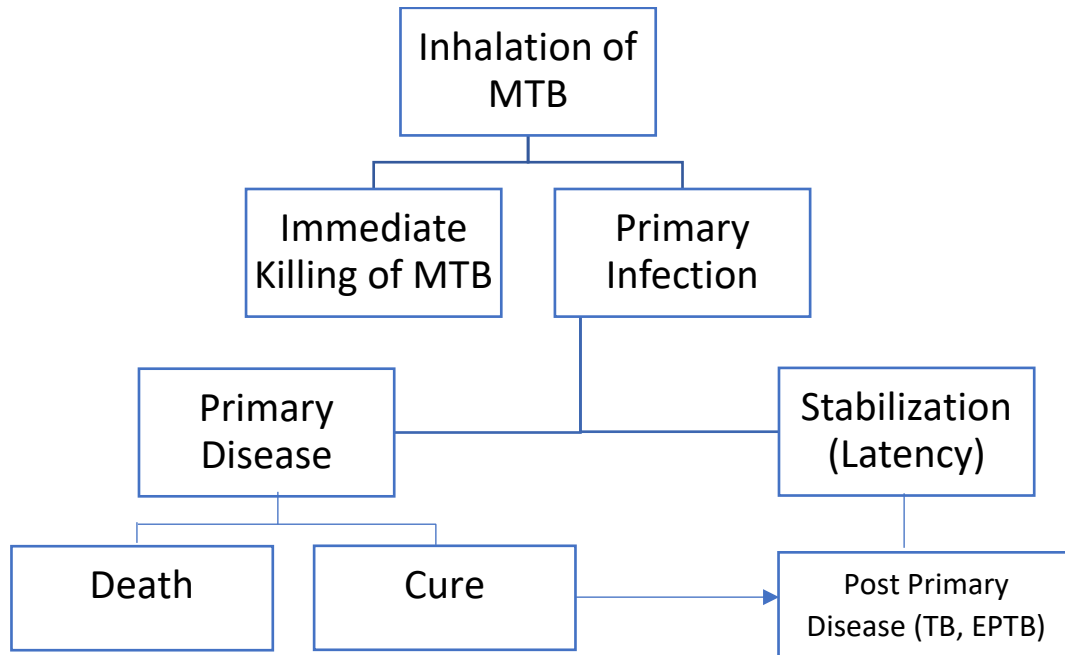 Inhalation of
MTB
Immediate
Killing of MTB
Primary
Infection
Primary
Disease
Stabilization
(Latency)
Death
Cure
Post Primary
Disease (TB, EPTB)